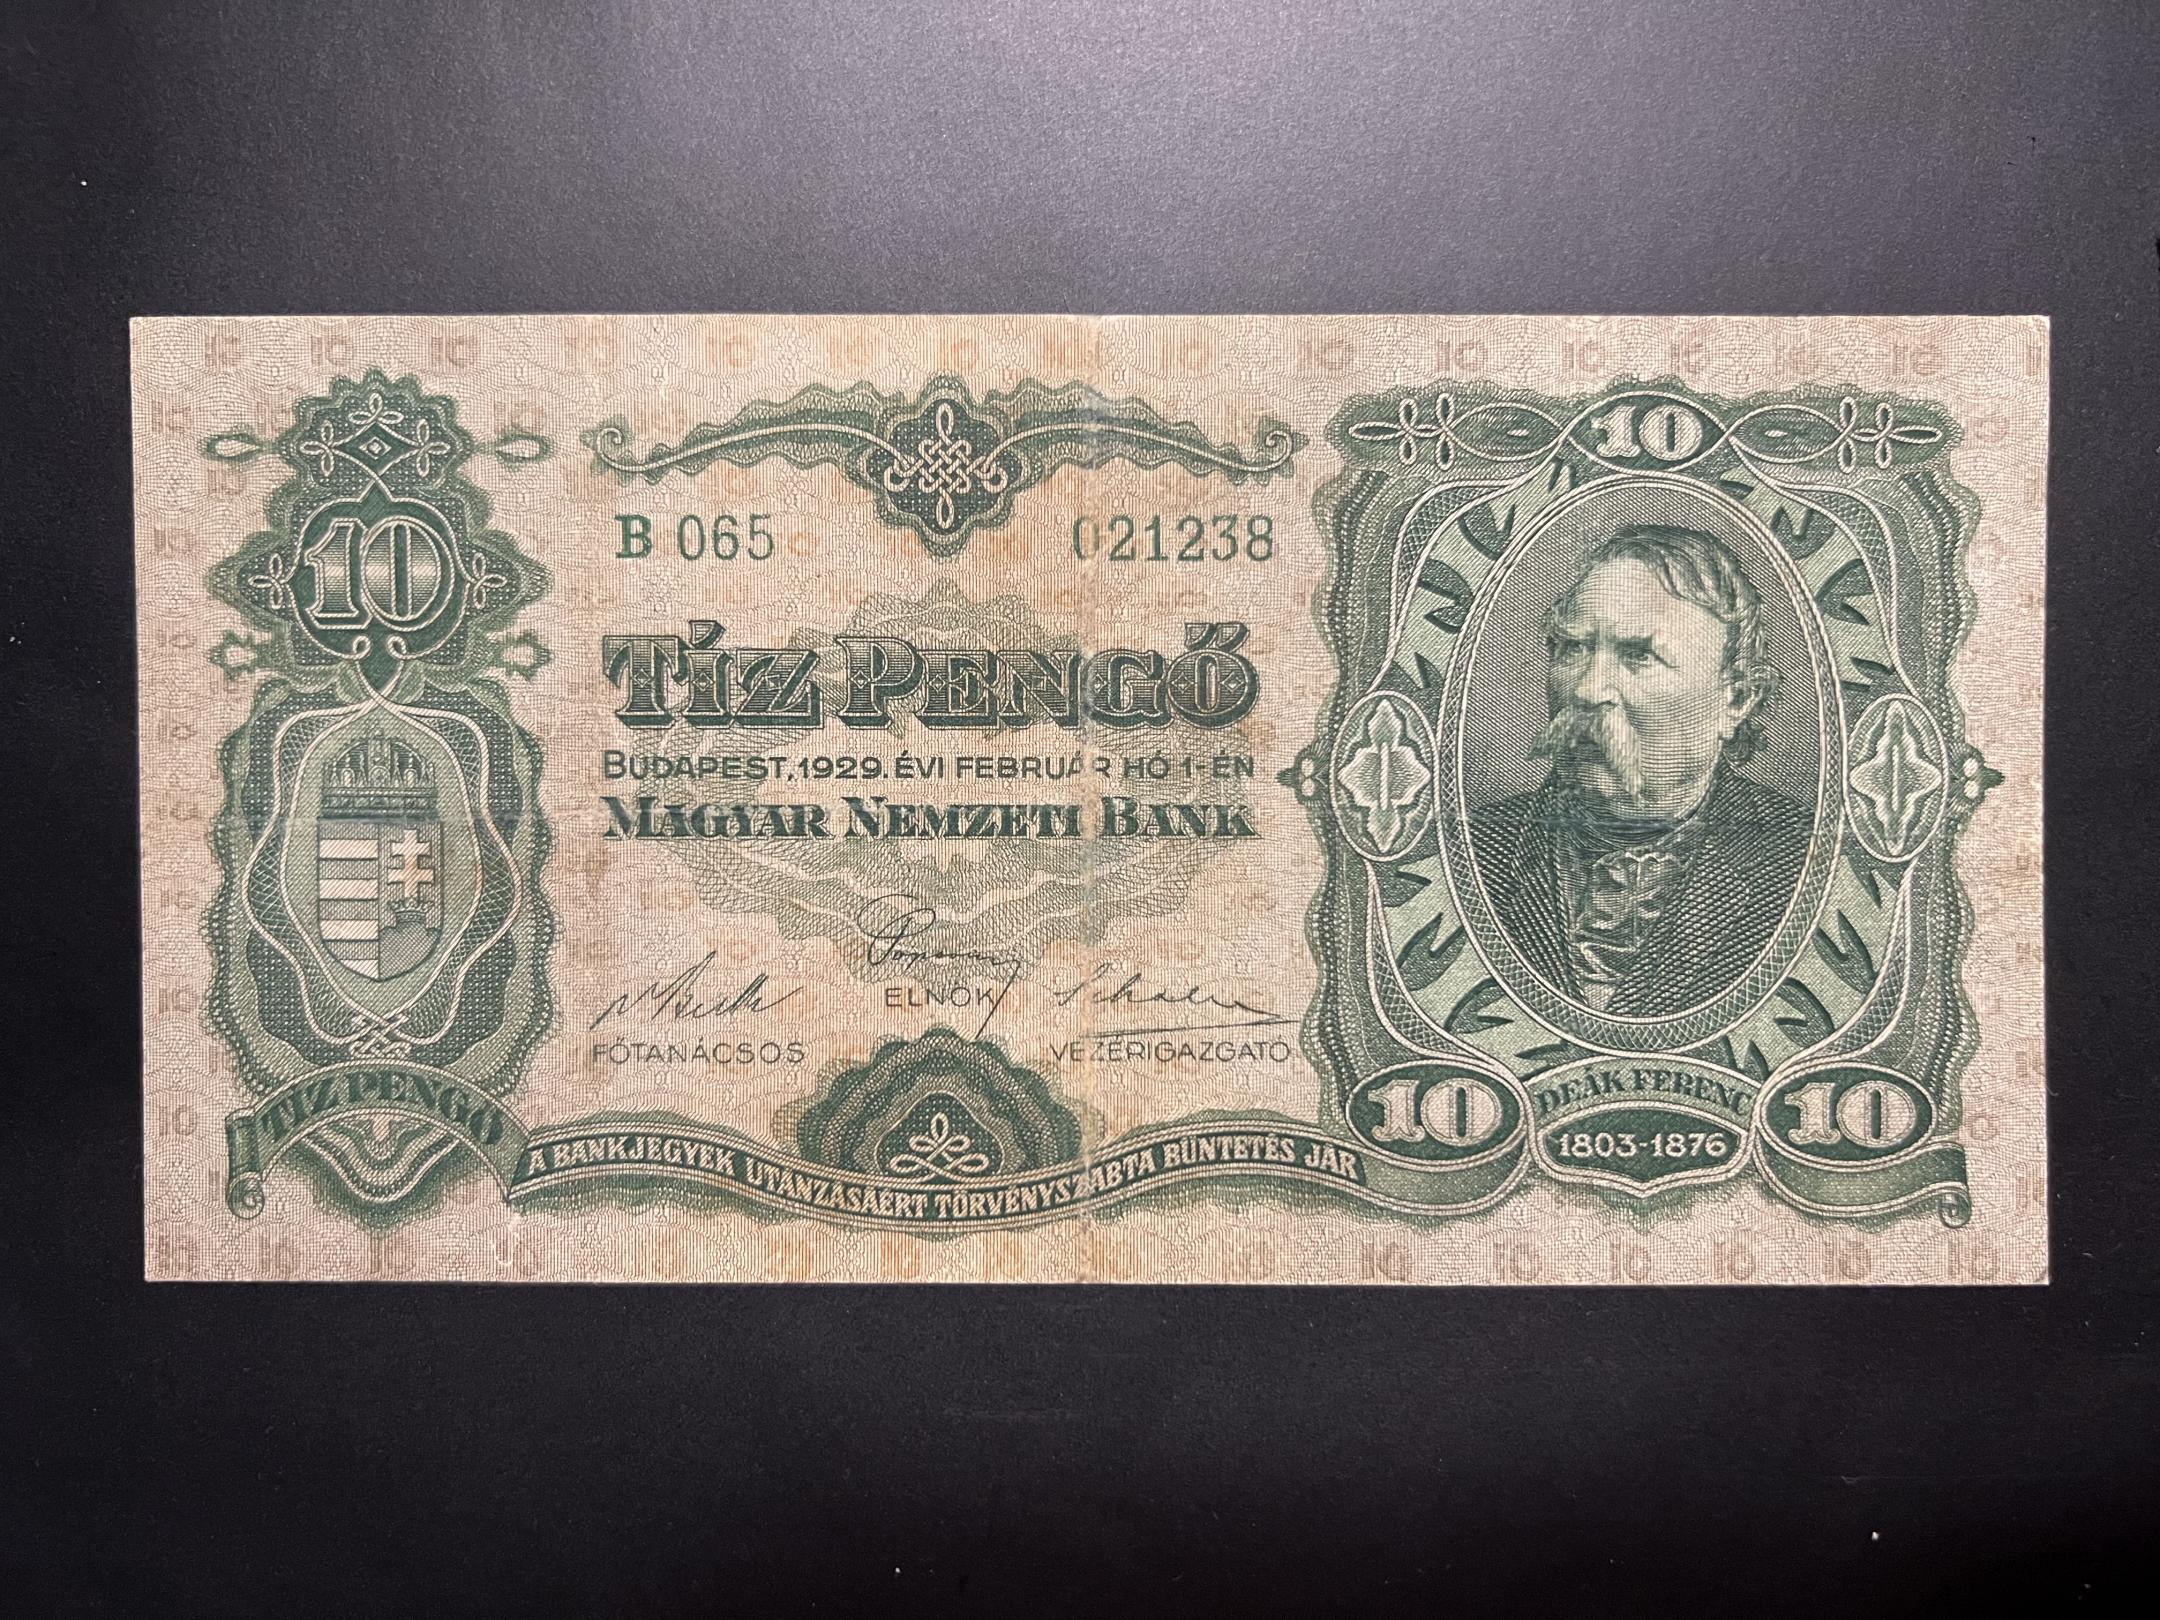 10
10
B 065 021238
TÍZ PENGŐ
BUDAPEST, 1929. ÉVI FEBRUÁR HÓ 1-ÉN
MAGYAR NEMZETI BANK
ELNÖK
FŐTANÁCSOS
VEZÉRIGAZGATÓ
TÍZ PENGŐ
A BANKJEGYEK UTÁNZÁSÁÉRT TÖRVÉNYSZABTA BÜNTETÉS JÁR
10 DEÁK FERENC 10
1803-1876